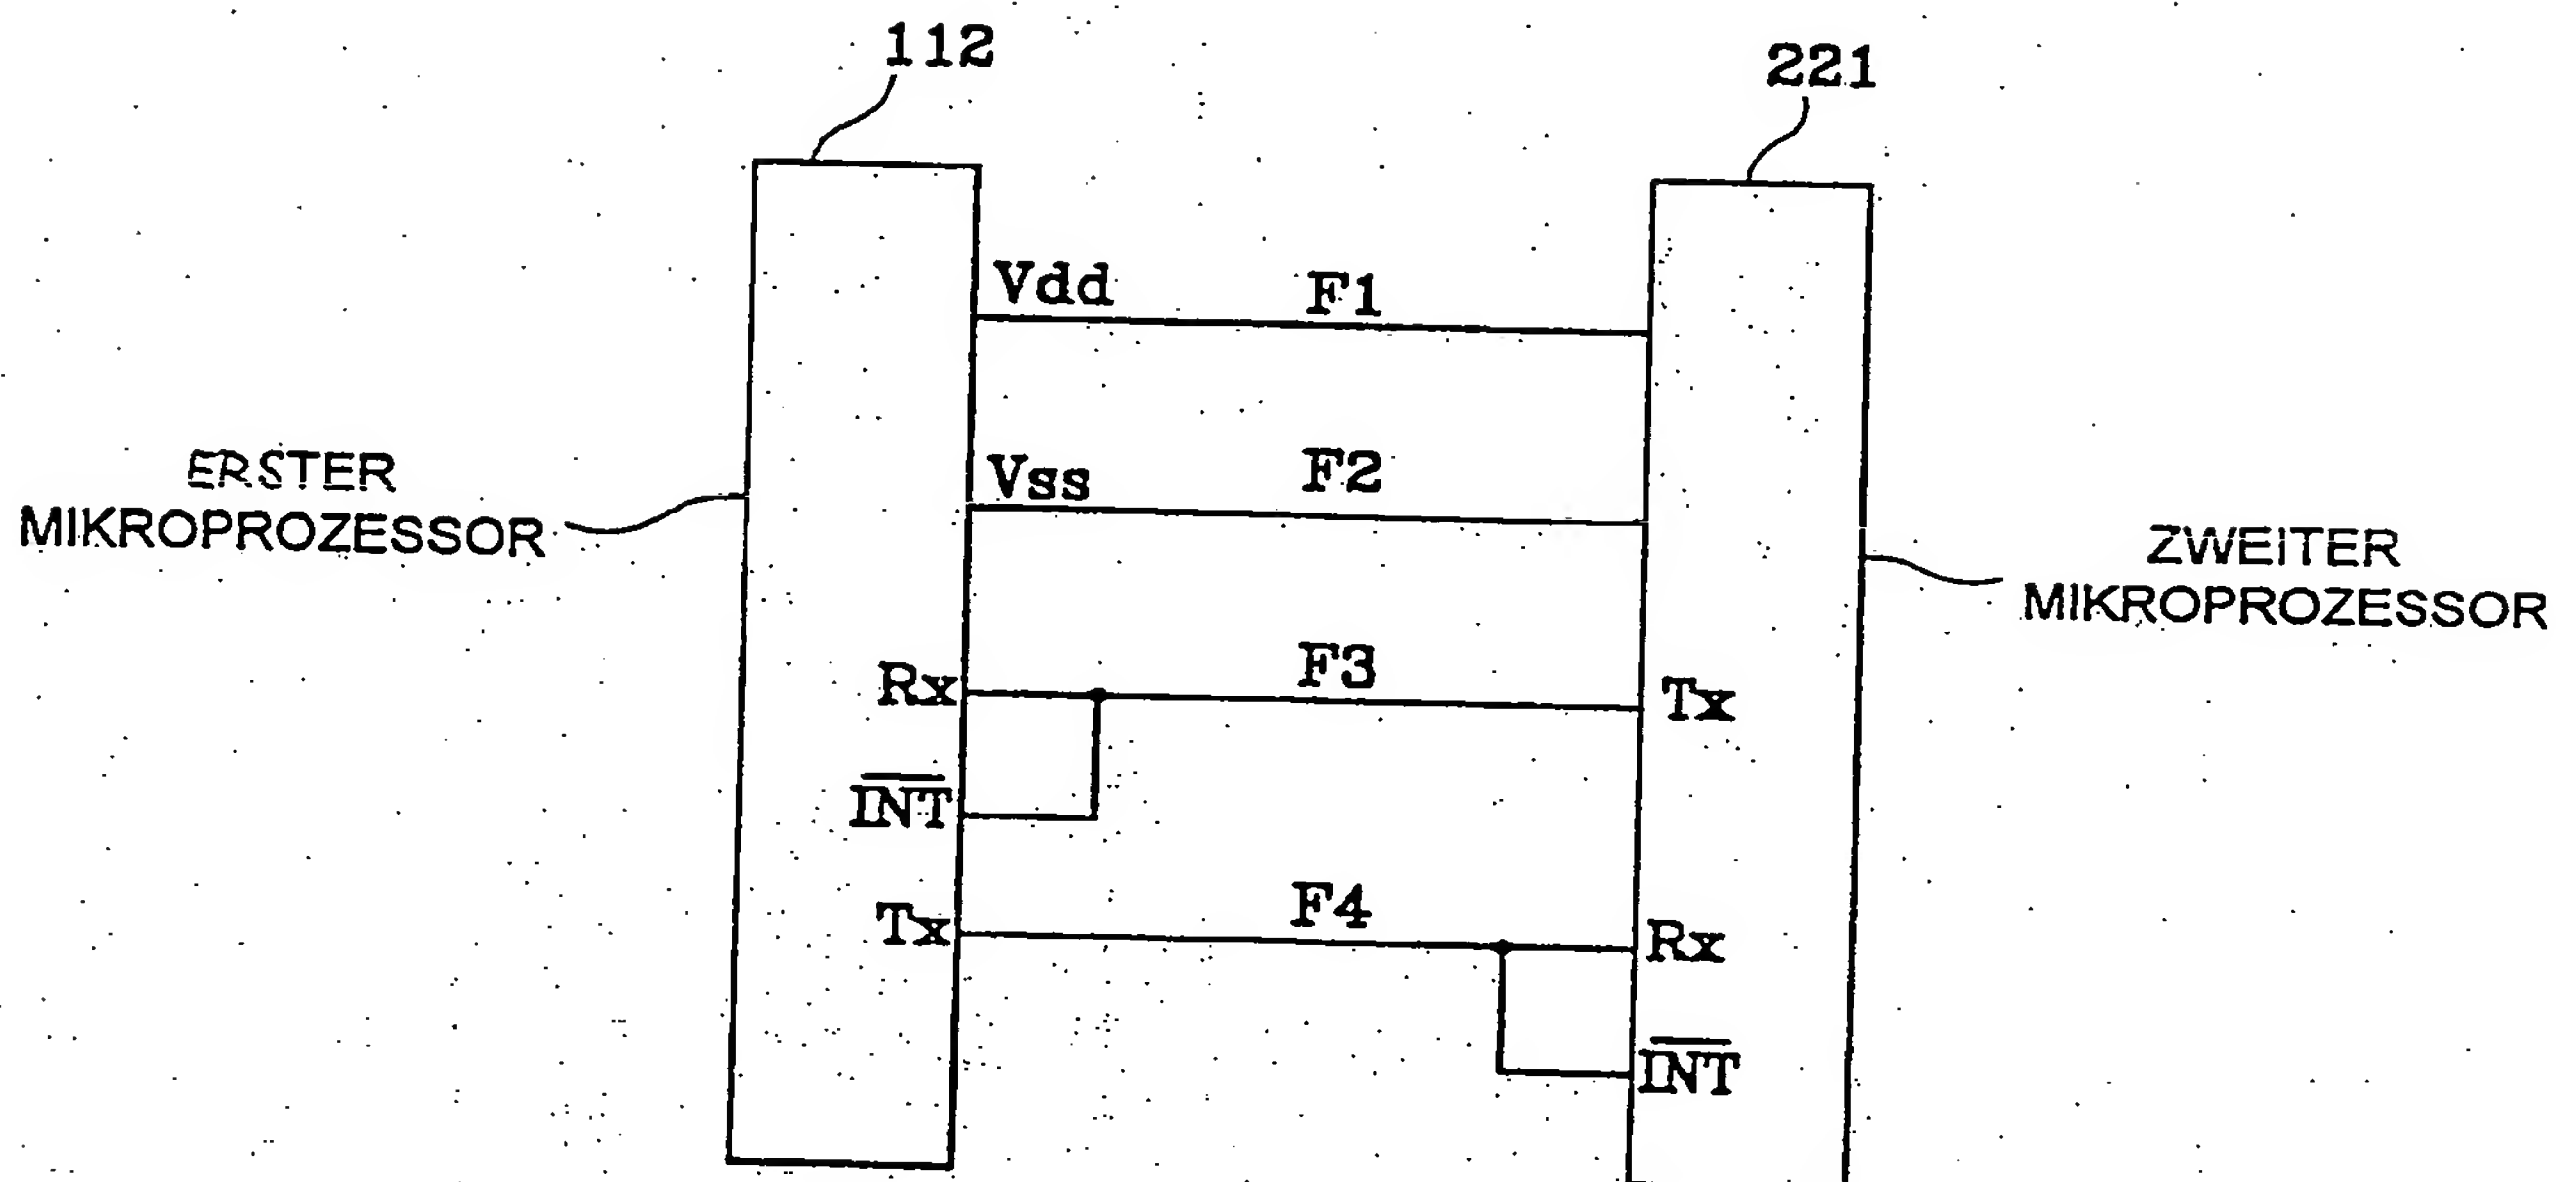 112
221
Vdd
F1
ERSTER
MIKROPROZESSOR
Vss
F2
ZWEITER
MIKROPROZESSOR
Rx
F3
Tx
INT
Tx
F4
Rx
INT